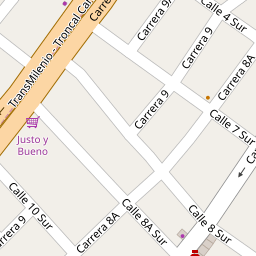 Carrera
Carrera 9A
Calle 4 Sur
Carrera 9
Carrera 8A
TransMilenio - Troncal Cal
Carrera 9
Calle 7 Sur
Justo y
Bueno
Calle 10 Sur
Carrera 9
Carrera 8A
Calle 8A Sur
Calle 8 Sur